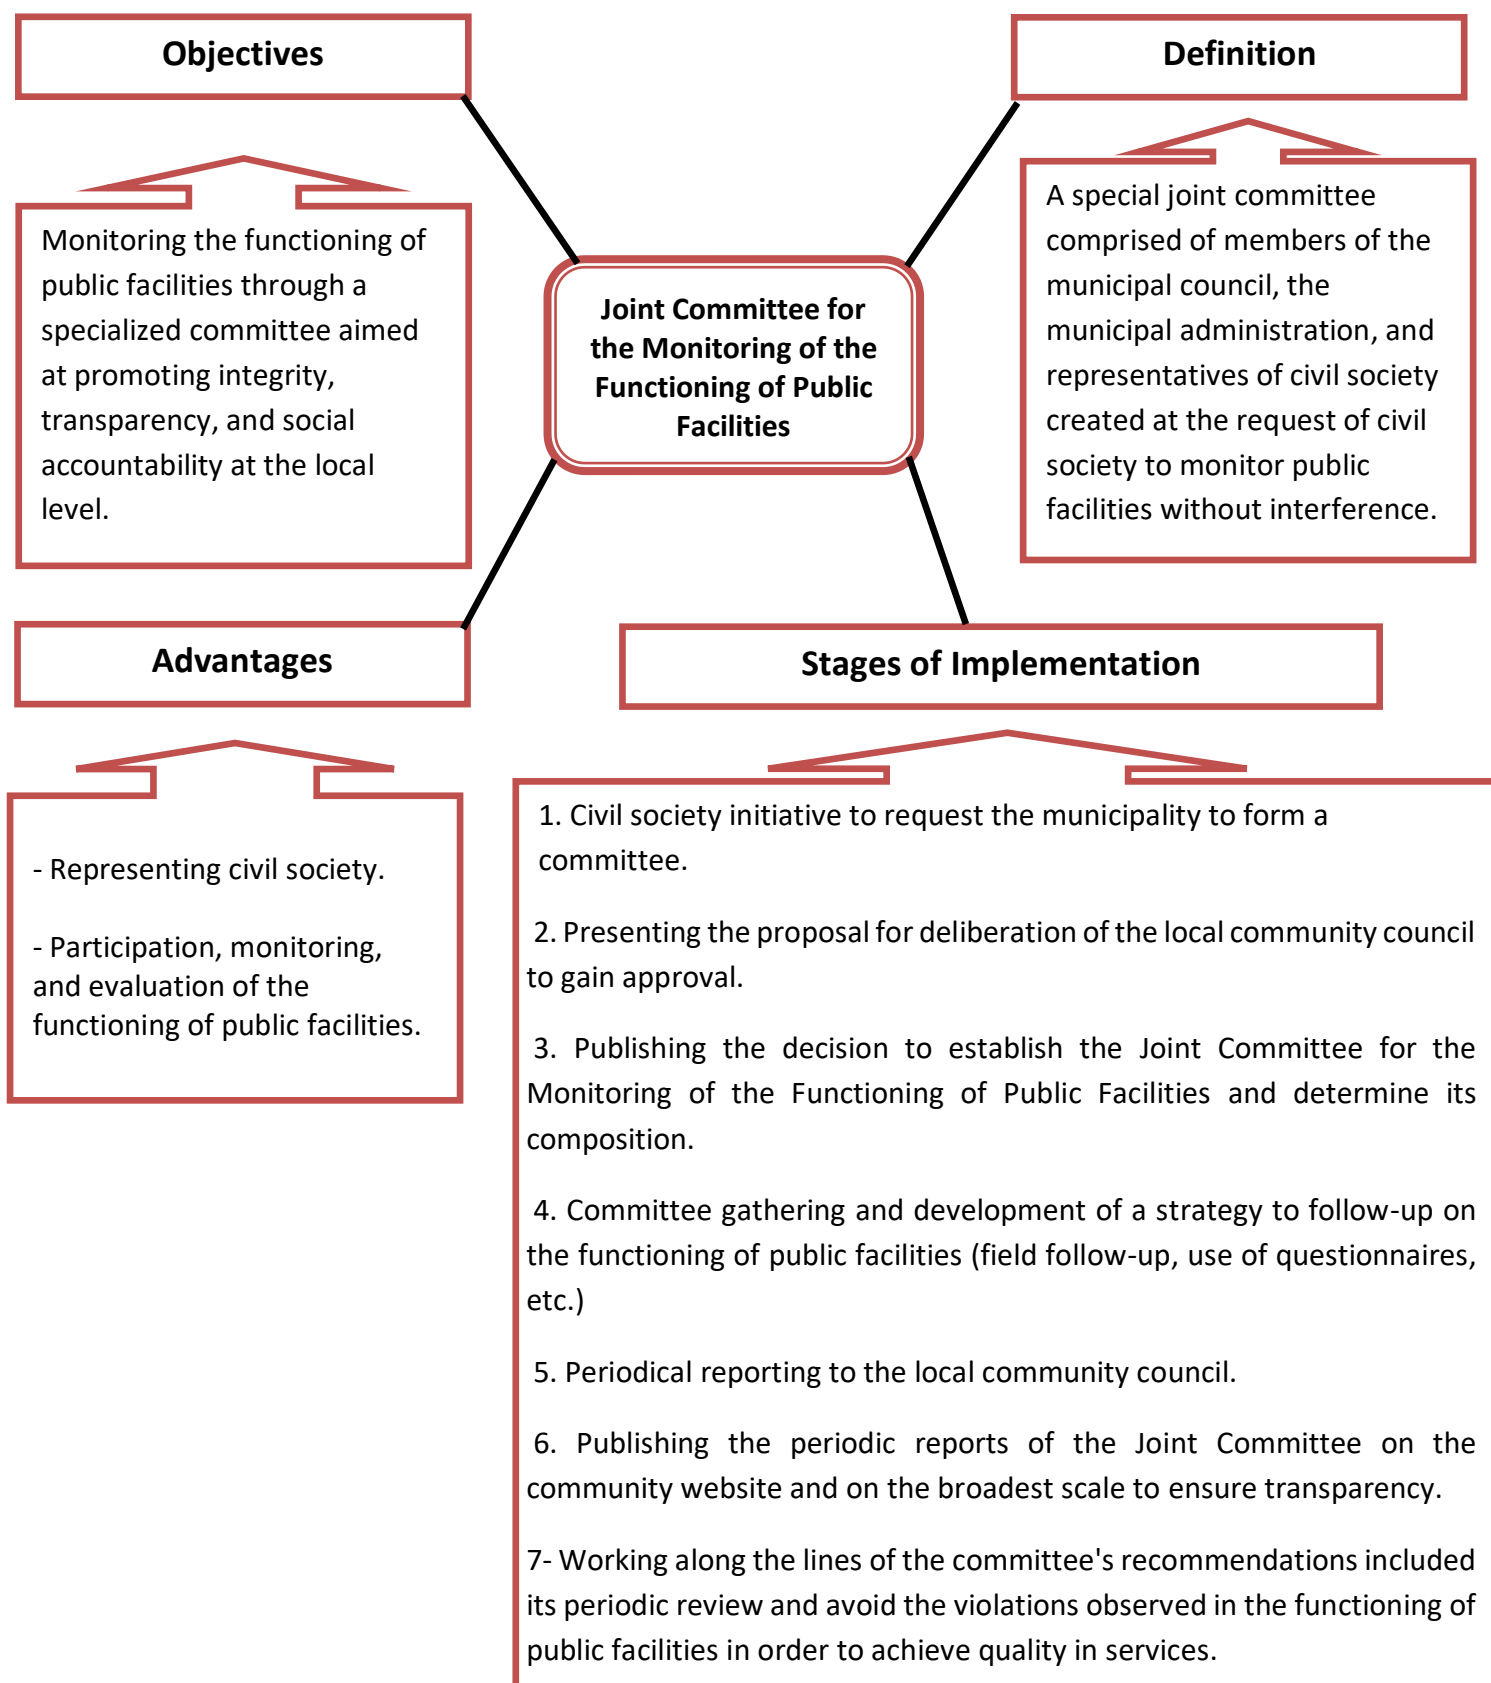 Objectives
Definition
Monitoring the functioning of
public facilities through a
specialized committee aimed
at promoting integrity,
transparency, and social
accountability at the local
level.
A special joint committee
comprised of members of the
municipal council, the
municipal administration, and
representatives of civil society
created at the request of civil
society to monitor public
facilities without interference.
Joint Committee for
the Monitoring of the
Functioning of Public
Facilities
Advantages
Stages of Implementation
- Representing civil society.
- Participation, monitoring,
and evaluation of the
functioning of public facilities.
1. Civil society initiative to request the municipality to form a
committee.
2. Presenting the proposal for deliberation of the local community council
to gain approval.
3. Publishing the decision to establish the Joint Committee for the
Monitoring of the Functioning of Public Facilities and determine its
composition.
4. Committee gathering and development of a strategy to follow-up on
the functioning of public facilities (field follow-up, use of questionnaires,
etc.)
5. Periodical reporting to the local community council.
6. Publishing the periodic reports of the Joint Committee on the
community website and on the broadest scale to ensure transparency.
7- Working along the lines of the committee's recommendations included
its periodic review and avoid the violations observed in the functioning of
public facilities in order to achieve quality in services.